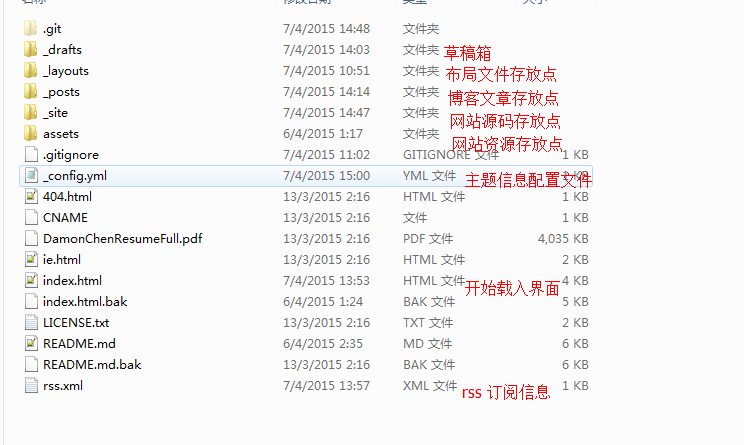 .git 7/4/2015 14:48 文件夹
_drafts 7/4/2015 14:03 文件夹 草稿箱
_layouts 7/4/2015 10:51 文件夹 布局文件存放点
_posts 7/4/2015 14:14 文件夹 博客文章存放点
_site 7/4/2015 14:47 文件夹 网站源码存放点
assets 6/4/2015 1:17 文件夹 网站资源存放点
.gitignore 7/4/2015 11:02 GITIGNORE 文件 1 KB
_config.yml 7/4/2015 15:00 YML 文件 主题信息配置文件 KB
404.html 13/3/2015 2:16 HTML 文件 1 KB
CNAME 13/3/2015 2:16 文件 1 KB
DamonChenResumeFull.pdf 13/3/2015 2:16 PDF 文件 4,035 KB
ie.html 13/3/2015 2:16 HTML 文件 2 KB
index.html 7/4/2015 13:53 HTML 文件 开始载入界面 4 KB
index.html.bak 6/4/2015 1:24 BAK 文件 5 KB
LICENSE.txt 13/3/2015 2:16 TXT 文件 2 KB
README.md 6/4/2015 2:35 MD 文件 6 KB
README.md.bak 13/3/2015 2:16 BAK 文件 6 KB
rss.xml 7/4/2015 13:57 XML 文件 rss 订阅信息 1 KB